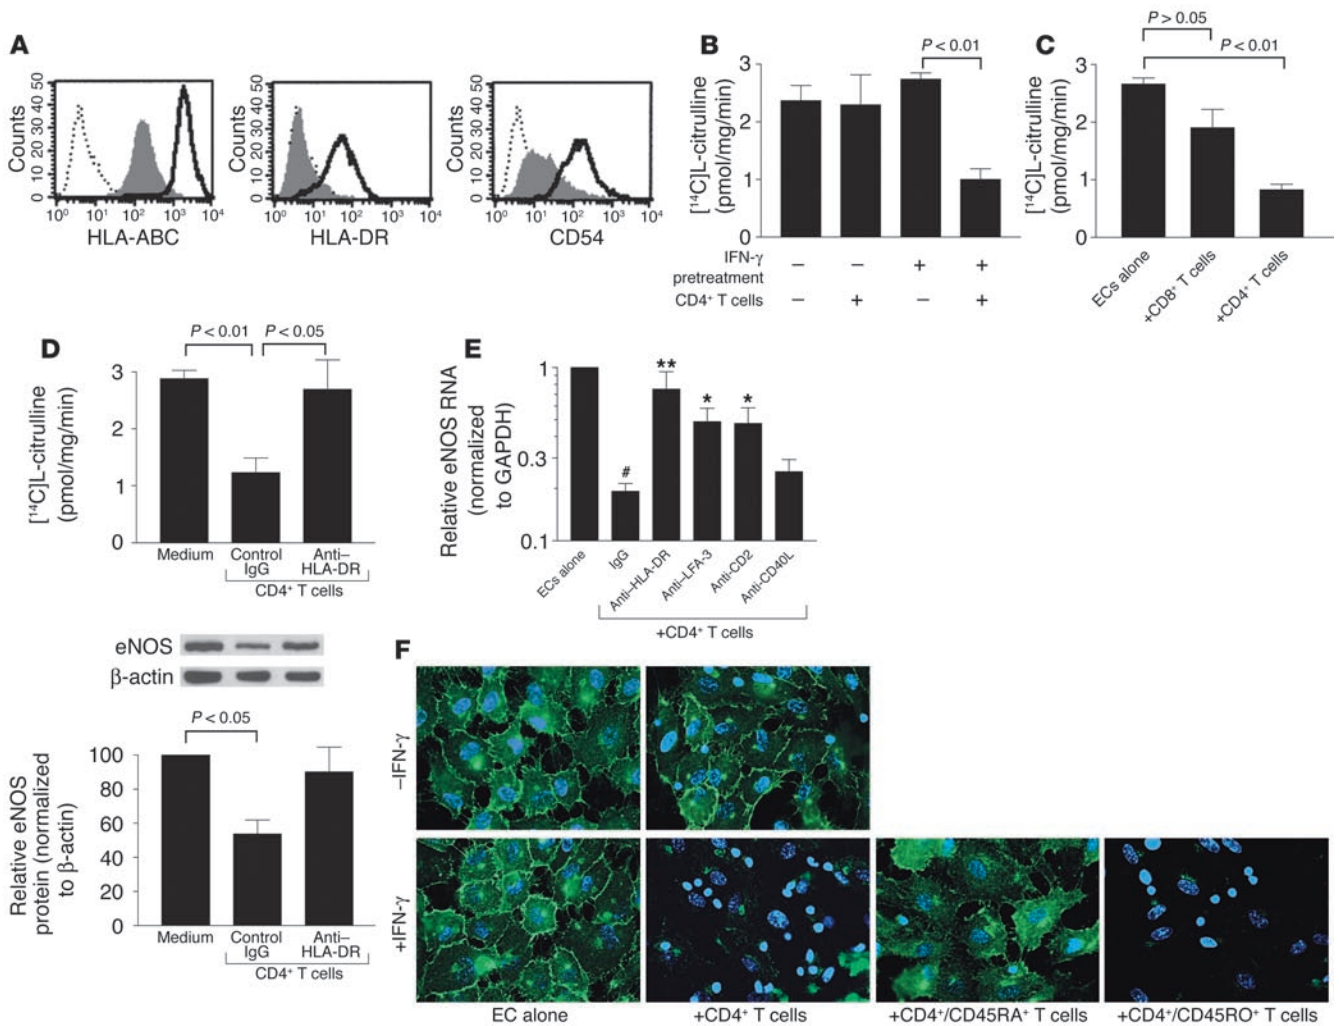 A
Counts
50
40
30
20
10
0
10⁰ 10¹ 10² 10³ 10⁴
HLA-ABC
Counts
50
40
30
20
10
0
10⁰ 10¹ 10² 10³ 10⁴
HLA-DR
Counts
50
40
30
20
10
0
10⁰ 10¹ 10² 10³ 10⁴
CD54
B
[¹⁴C]L-citrulline
(pmol/mg/min)
3
2
1
0
P < 0.01
IFN-γ
pretreatment
– – + +
CD4⁺ T cells
– + – +
C
[¹⁴C]L-citrulline
(pmol/mg/min)
3
2
1
0
P > 0.05
P < 0.01
ECs alone
+CD8⁺ T cells
+CD4⁺ T cells
D
[¹⁴C]L-citrulline
(pmol/mg/min)
3
2
1
0
P < 0.01
P < 0.05
Medium
Control
IgG
Anti–
HLA-DR
CD4⁺ T cells
eNOS
β-actin
Relative eNOS
protein (normalized
to β-actin)
100
80
60
40
20
0
P < 0.05
Medium
Control
IgG
Anti–
HLA-DR
CD4⁺ T cells
E
Relative eNOS RNA
(normalized
to GAPDH)
1
0.3
0.1
#
**
*
*
ECs alone
IgG
Anti–HLA-DR
Anti–LFA-3
Anti-CD2
Anti-CD40L
+CD4⁺ T cells
F
–IFN-γ
+IFN-γ
EC alone
+CD4⁺ T cells
+CD4⁺/CD45RA⁺ T cells
+CD4⁺/CD45RO⁺ T cells